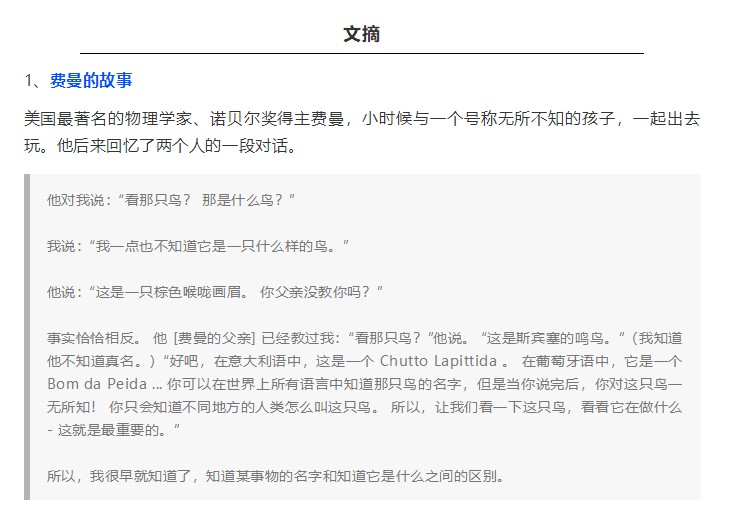 文摘
1、费曼的故事
美国最著名的物理学家、诺贝尔奖得主费曼，小时候与一个号称无所不知的孩子，一起出去
玩。他后来回忆了两个人的一段对话。
他对我说：“看那只鸟？ 那是什么鸟？”
我说：“我一点也不知道它是一只什么样的鸟。”
他说：“这是一只棕色喉咙画眉。 你父亲没教你吗？”
事实恰恰相反。 他 [费曼的父亲] 已经教过我：“看那只鸟？”他说。 “这是斯宾塞的鸣鸟。”（我知道
他不知道真名。）“好吧，在意大利语中，这是一个 Chutto Lapittida 。 在葡萄牙语中，它是一个
Bom da Peida ... 你可以在世界上所有语言中知道那只鸟的名字，但是当你说完后，你对这只鸟一
无所知！ 你只会知道不同地方的人类怎么叫这只鸟。 所以，让我们看一下这只鸟，看看它在做什么
- 这就是最重要的。”
所以，我很早就知道了，知道某事物的名字和知道它是什么之间的区别。